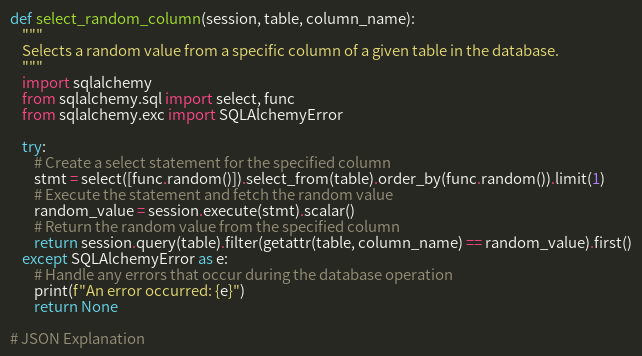 def select_random_column(session, table, column_name):
    """
    Selects a random value from a specific column of a given table in the database.
    """
    import sqlalchemy
    from sqlalchemy.sql import select, func
    from sqlalchemy.exc import SQLAlchemyError

    try:
        # Create a select statement for the specified column
        stmt = select([func.random()]).select_from(table).order_by(func.random()).limit(1)
        # Execute the statement and fetch the random value
        random_value = session.execute(stmt).scalar()
        # Return the random value from the specified column
        return session.query(table).filter(getattr(table, column_name) == random_value).first()
    except SQLAlchemyError as e:
        # Handle any errors that occur during the database operation
        print(f"An error occurred: {e}")
        return None

# JSON Explanation